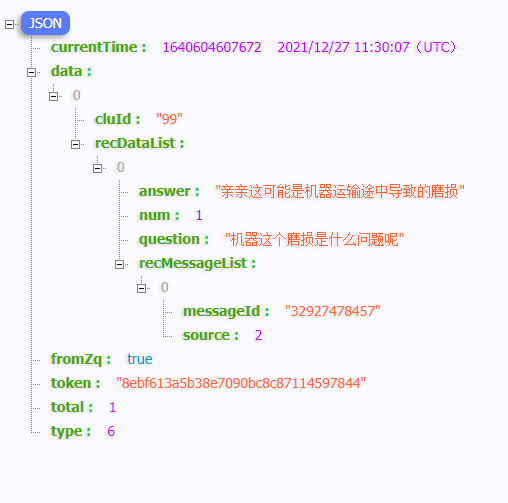 JSON
currentTime : 1640604607672 2021/12/27 11:30:07（UTC）
data :
0
cluId : "99"
recDataList :
0
answer : "亲亲这可能是机器运输途中导致的磨损"
num : 1
question : "机器这个磨损是什么问题呢"
recMessageList :
0
messageId : "32927478457"
source : 2
fromZq : true
token : "8ebf613a5b38e7090bc8c87114597844"
total : 1
type : 6